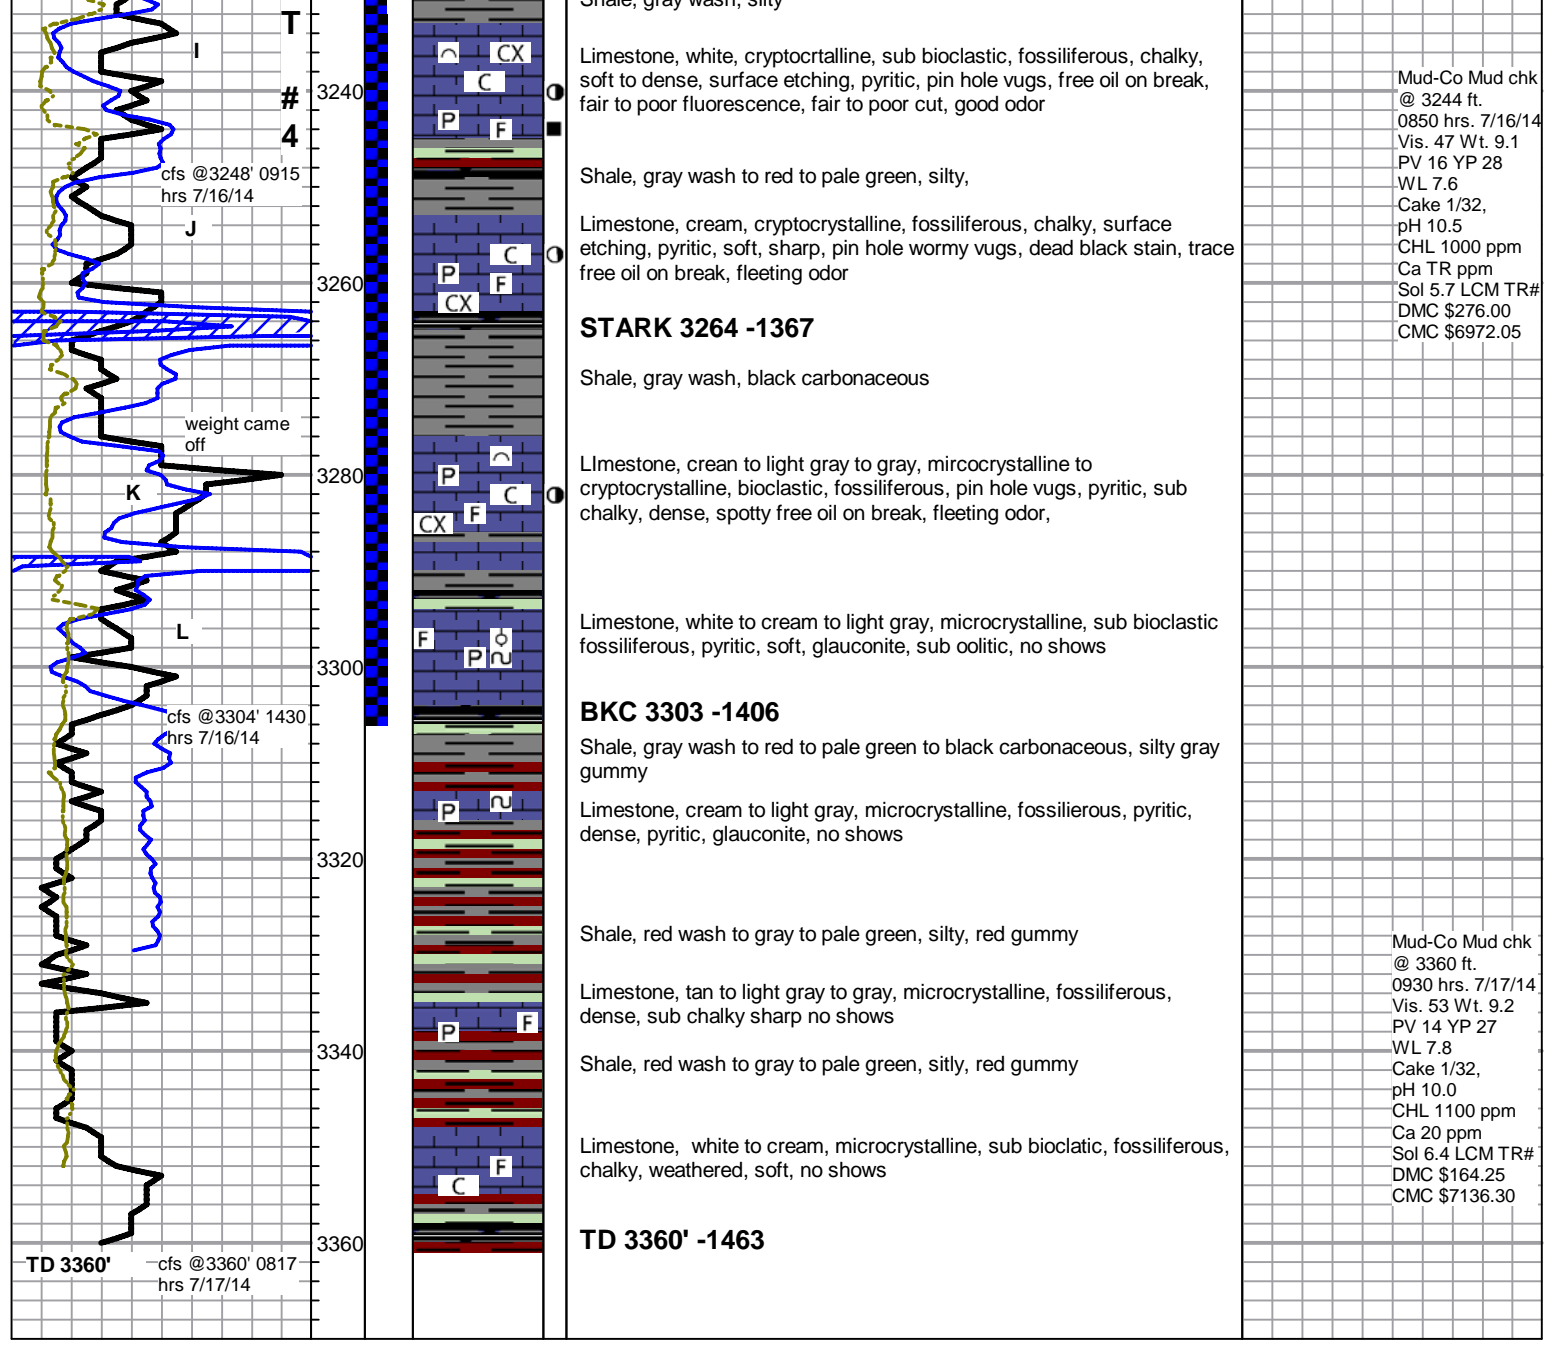 Shale, gray wash, silty
T
#
4
I
3240
CX
C
P
F
Limestone, white, cryptocrtalline, sub bioclastic, fossiliferous, chalky,
soft to dense, surface etching, pyritic, pin hole vugs, free oil on break,
fair to poor fluorescence, fair to poor cut, good odor
Mud-Co Mud chk
@ 3244 ft.
0850 hrs. 7/16/14
Vis. 47 Wt. 9.1
PV 16 YP 28
WL 7.6
Cake 1/32,
pH 10.5
CHL 1000 ppm
Ca TR ppm
Sol 5.7 LCM TR#
DMC $276.00
CMC $6972.05
cfs @3248' 0915
hrs 7/16/14
Shale, gray wash to red to pale green, silty,
J
C
P
F
CX
Limestone, cream, cryptocrystalline, fossiliferous, chalky, surface
etching, pyritic, soft, sharp, pin hole wormy vugs, dead black stain, trace
free oil on break, fleeting odor
3260
STARK 3264 -1367
Shale, gray wash, black carbonaceous
weight came
off
3280
K
P
C
F
CX
LImestone, crean to light gray to gray, mircocrystalline to
cryptocrystalline, bioclastic, fossiliferous, pin hole vugs, pyritic, sub
chalky, dense, spotty free oil on break, fleeting odor,
L
F
P
Limestone, white to cream to light gray, microcrystalline, sub bioclastic
fossiliferous, pyritic, soft, glauconite, sub oolitic, no shows
3300
cfs @3304' 1430
hrs 7/16/14
BKC 3303 -1406
Shale, gray wash to red to pale green to black carbonaceous, silty gray
gummy
P
Limestone, cream to light gray, microcrystalline, fossilierous, pyritic,
dense, pyritic, glauconite, no shows
3320
Shale, red wash to gray to pale green, silty, red gummy
Mud-Co Mud chk
@ 3360 ft.
0930 hrs. 7/17/14
Vis. 53 Wt. 9.2
PV 14 YP 27
WL 7.8
Cake 1/32,
pH 10.0
CHL 1100 ppm
Ca 20 ppm
Sol 6.4 LCM TR#
DMC $164.25
CMC $7136.30
Limestone, tan to light gray to gray, microcrystalline, fossiliferous,
dense, sub chalky sharp no shows
P
F
3340
Shale, red wash to gray to pale green, sitly, red gummy
Limestone,  white to cream, microcrystalline, sub bioclatic, fossiliferous,
chalky, weathered, soft, no shows
F
C
3360
TD 3360' -1463
TD 3360'
cfs @3360' 0817
hrs 7/17/14